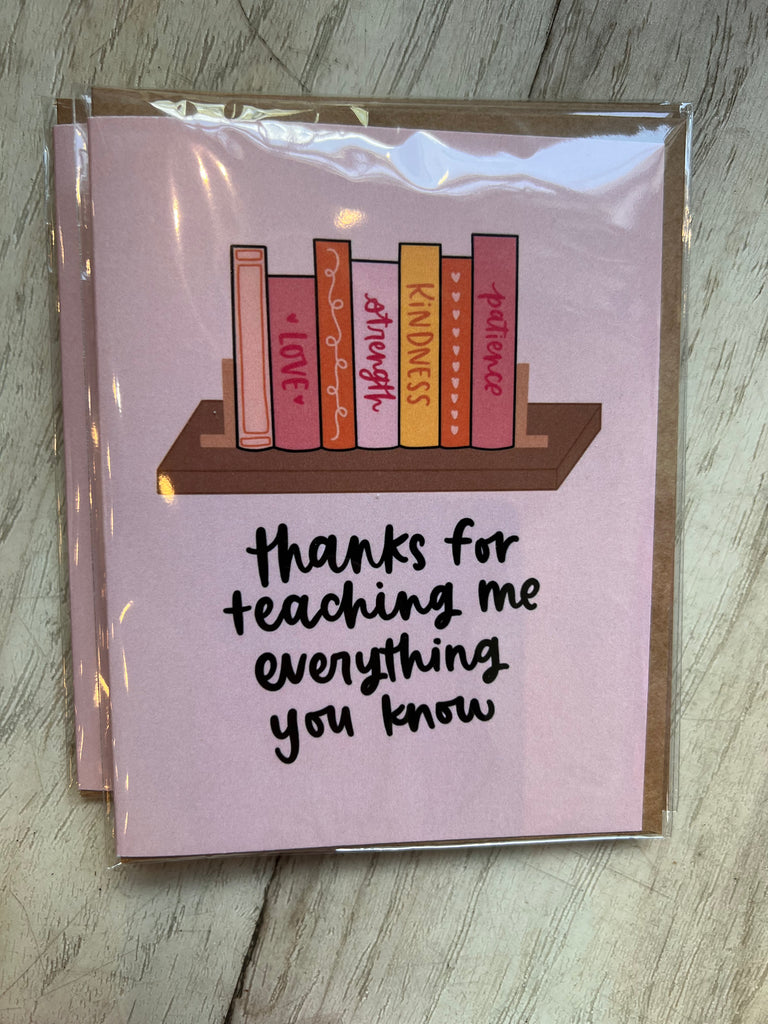 LOVE
strength
KiNDNESS
patience
thanks for
teaching me
everything
you know